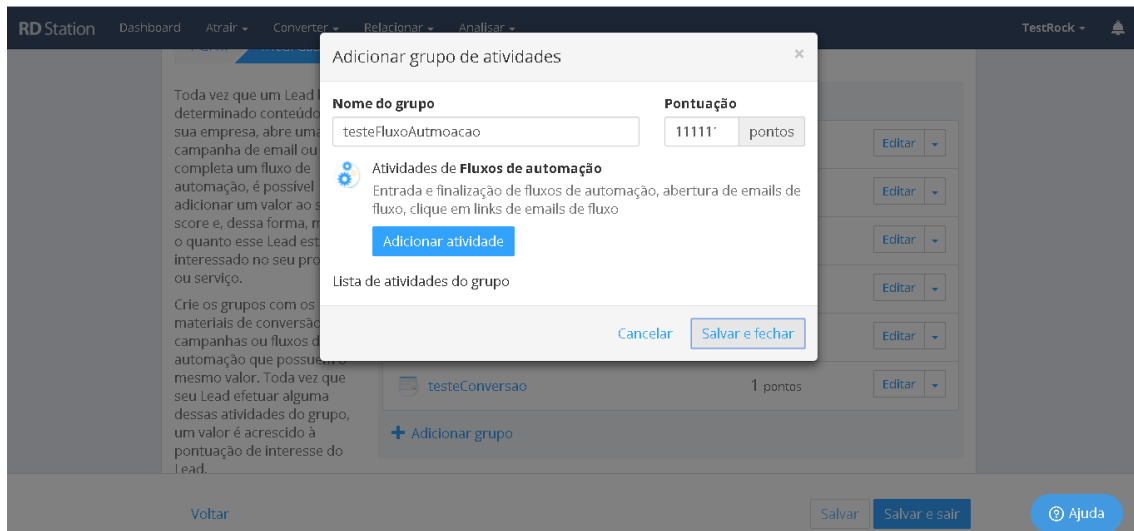 RD Station Dashboard Atrair Converter Relacionar Analisar TestRock
Adicionar grupo de atividades ×
Nome do grupo Pontuação
testeFluxoAutmoacao 11111 pontos
Atividades de Fluxos de automação
Entrada e finalização de fluxos de automação, abertura de emails de
fluxo, clique em links de emails de fluxo
Adicionar atividade
Lista de atividades do grupo
Cancelar Salvar e fechar
Toda vez que um Lead
determinado conteúdo
sua empresa, abre uma
campanha de email ou
completa um fluxo de
automação, é possível
adicionar um valor ao
score e, dessa forma,
o quanto esse Lead
interessado no seu
ou serviço.
Crie os grupos com os
materiais de conversão
campanhas ou fluxos
automação que possuem
mesmo valor. Toda vez que
seu Lead efetuar alguma
dessas atividades do grupo,
um valor é acrescido à
pontuação de interesse do
Lead.
Editar
Editar
Editar
Editar
Editar
testeConversao 1 pontos Editar
+ Adicionar grupo
Voltar Salvar Salvar e sair
Ajuda